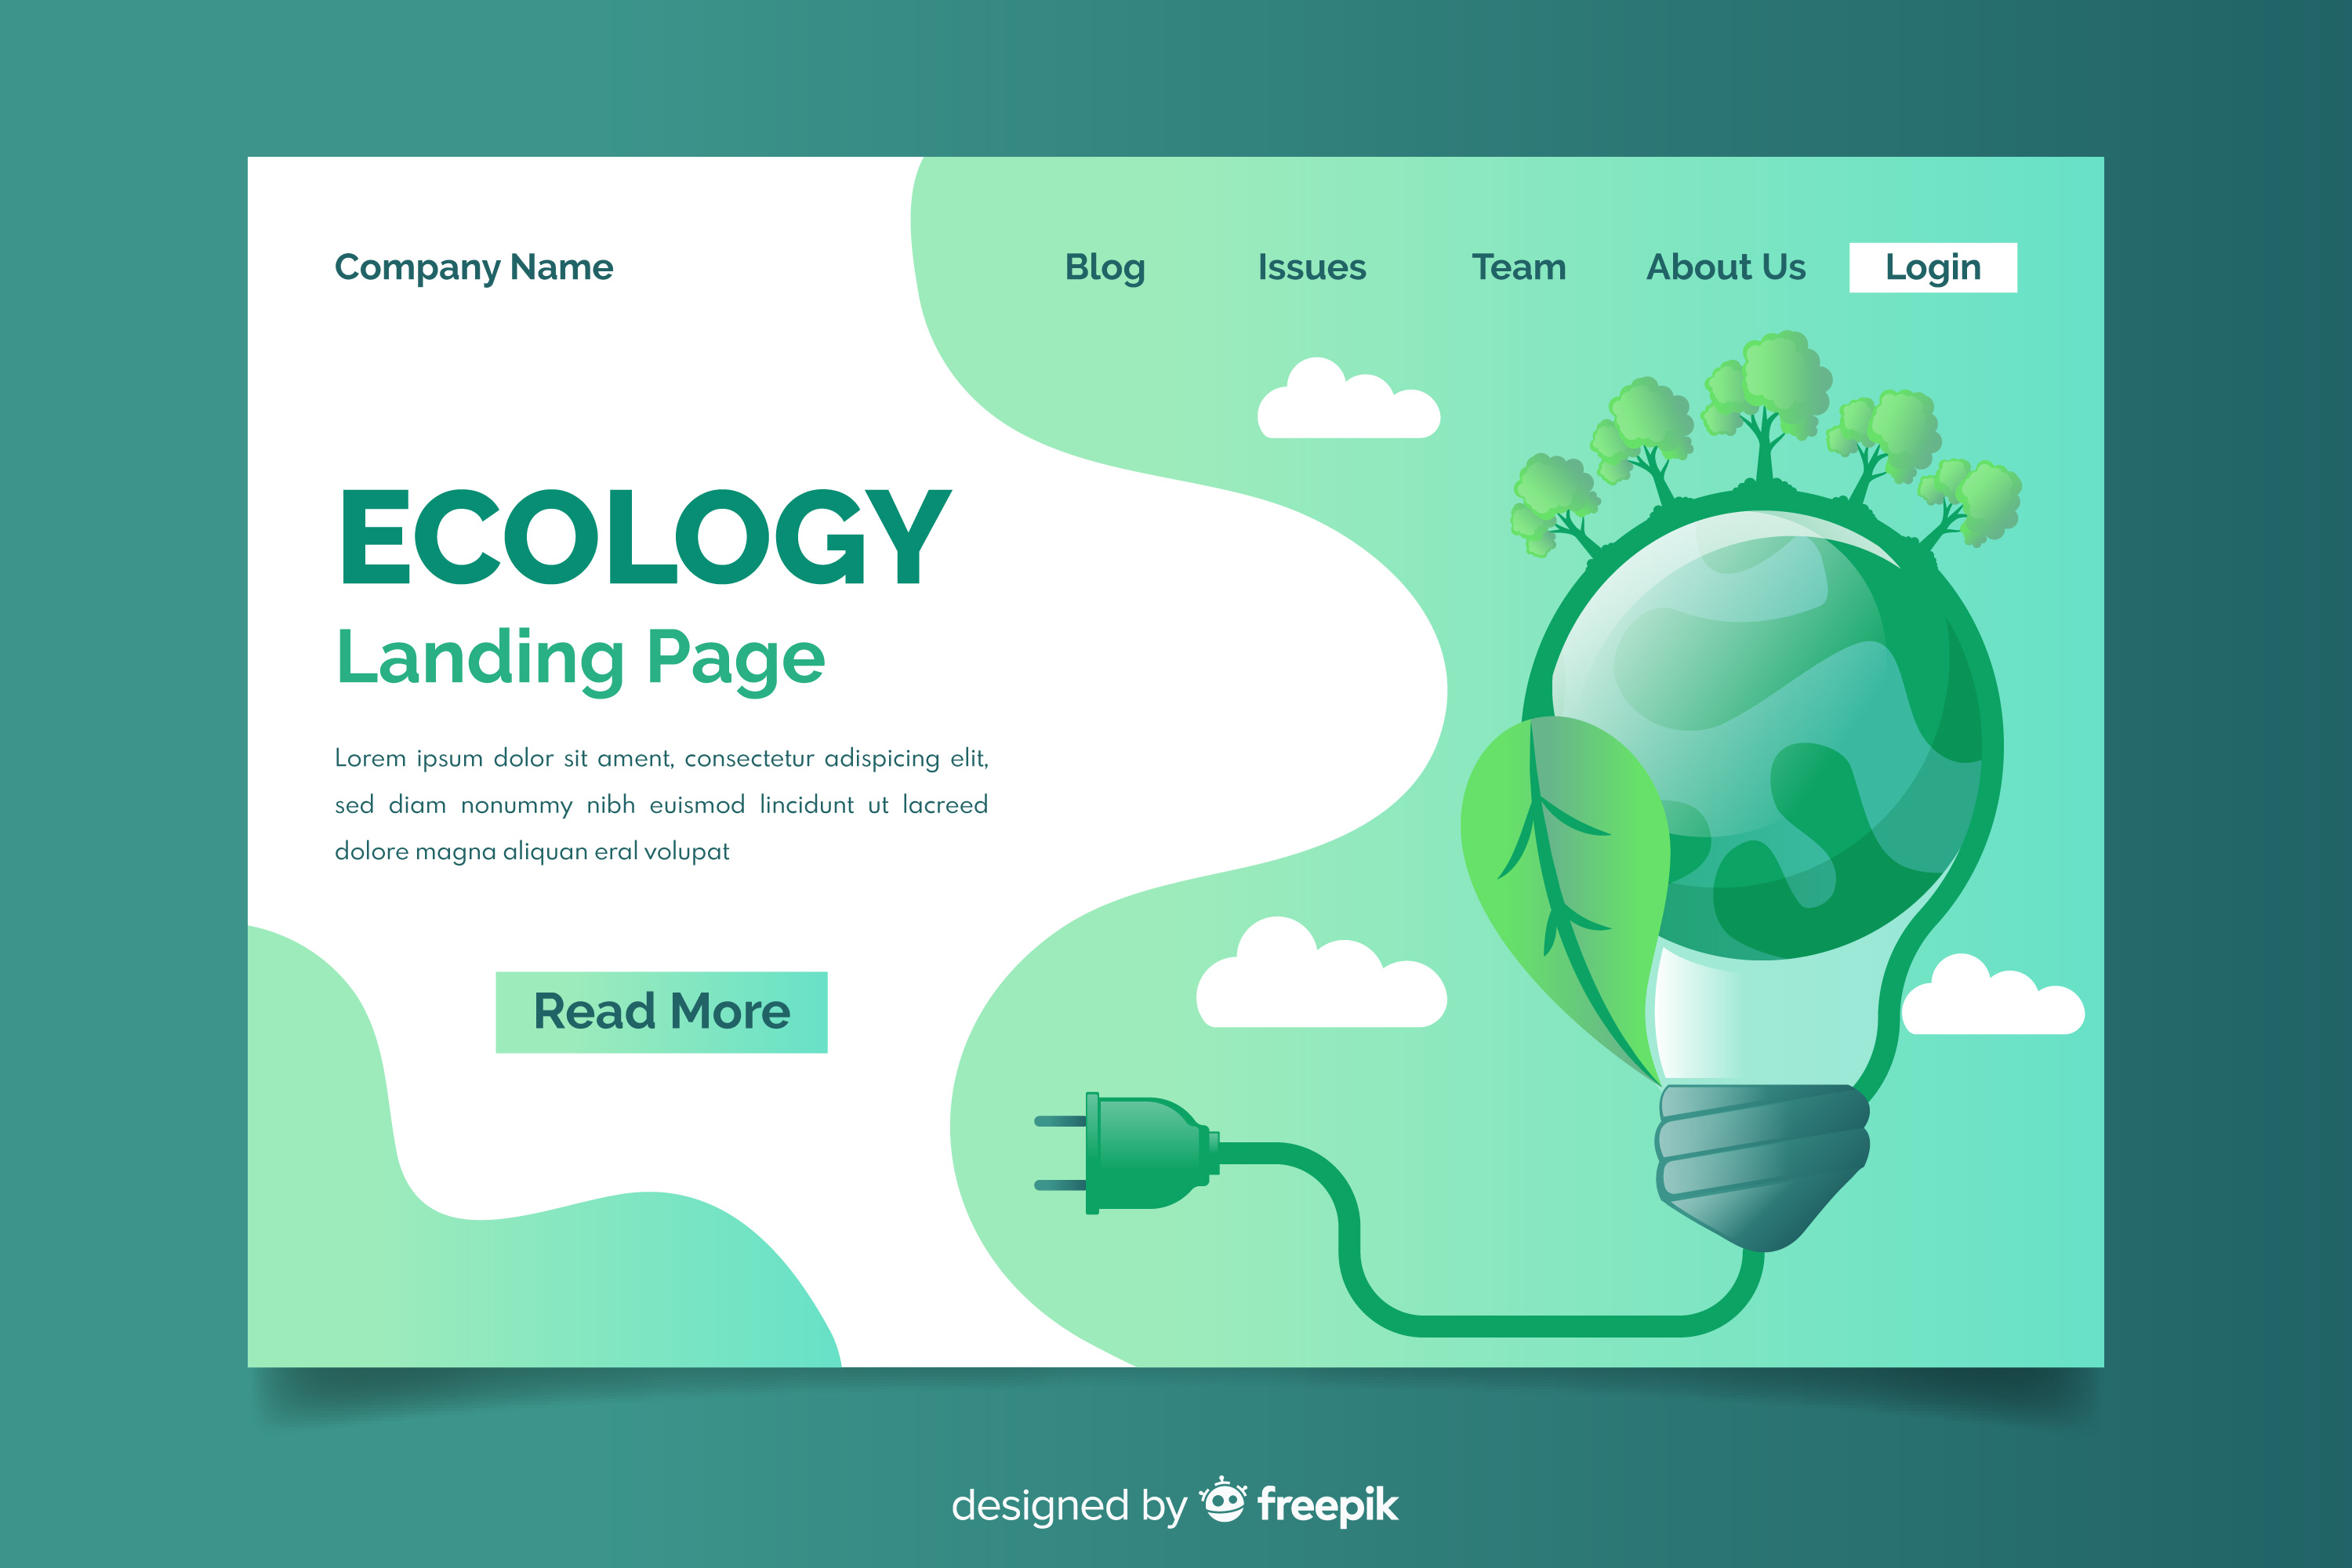 Company Name
Blog
Issues
Team
About Us
Login
ECOLOGY
Landing Page
Lorem ipsum dolor sit ament, consectetur adispicing elit,
sed diam nonummy nibh euismod lincidunt ut lacreed
dolore magna aliquan eral volupat
Read More
designed by freepik